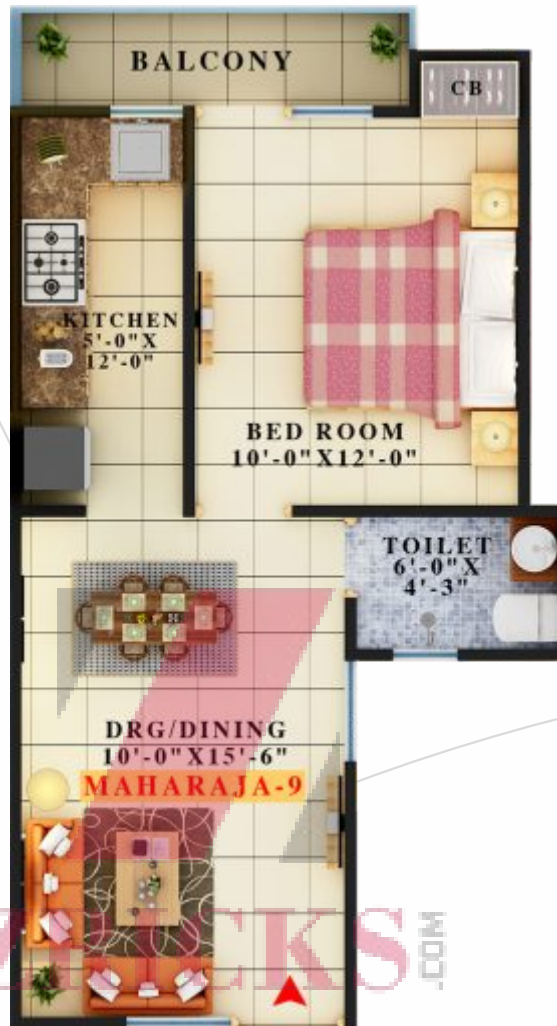 BALCONY
CB
KITCHEN
5'-0"X
12'-0"
BED ROOM
10'-0"X12'-0"
TOILET
6'-0"X
4'-3"
DRG/DINING
10'-0"X15'-6"
MAHARAJA-9
ZRICKS
.COM